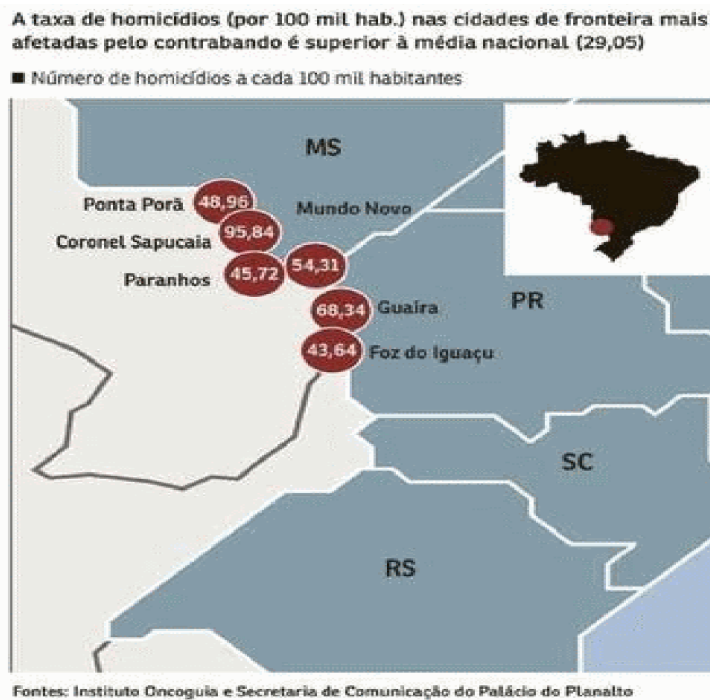 A taxa de homicídios (por 100 mil hab.) nas cidades de fronteira mais
afetadas pelo contrabando é superior à média nacional (29,05)
■ Número de homicídios a cada 100 mil habitantes
MS
Ponta Porã 48,96
Mundo Novo
Coronel Sapucaia 95,84
54,31
Paranhos 45,72
PR
68,34 Guaíra
43,64 Foz do Iguaçu
SC
RS
Fontes: Instituto Oncoguia e Secretaria de Comunicação do Palácio do Planalto